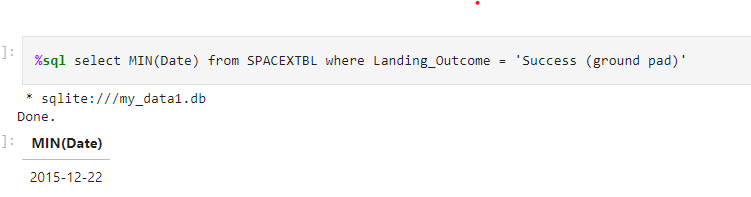 ]:
%sql select MIN(Date) from SPACEXTBL where Landing_Outcome = 'Success (ground pad)'
* sqlite:///my_data1.db
Done.
]:
MIN(Date)
2015-12-22